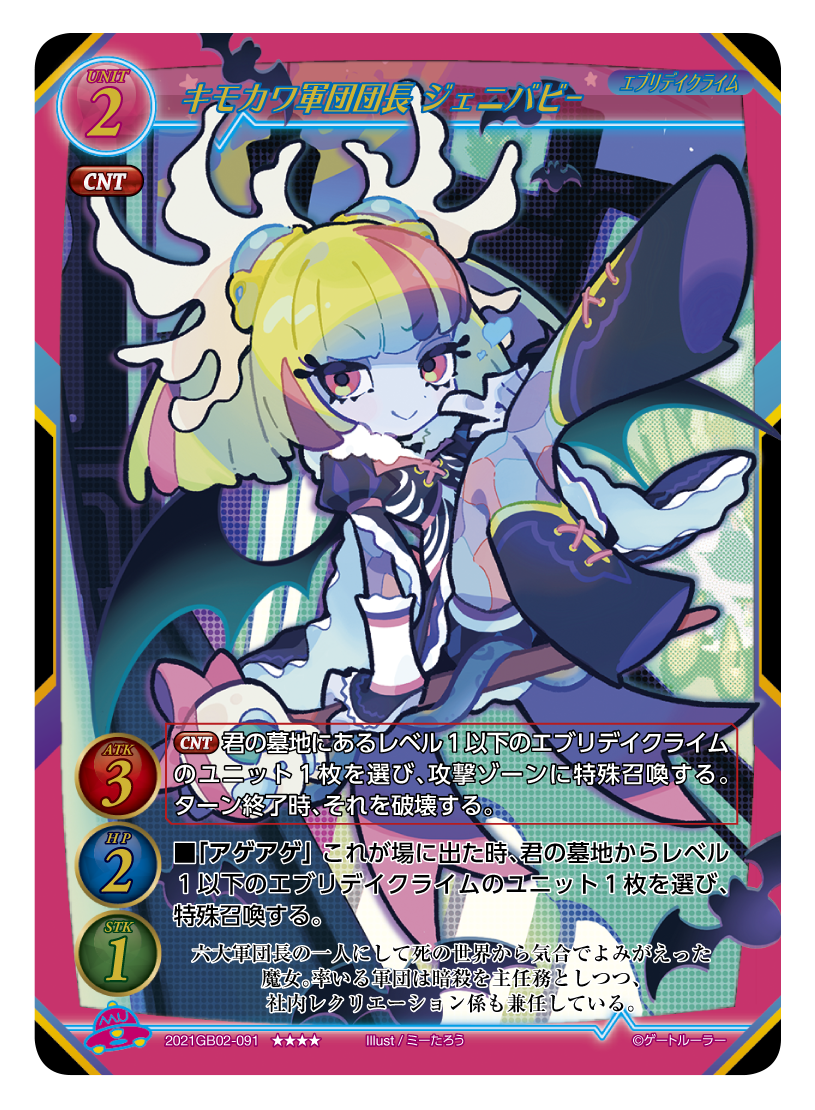 UNIT
2
キモカワ軍団団長 ジェニバビー
エブリデイクライム
CNT
ATK
3
CNT 君の墓地にあるレベル1以下のエブリデイクライム
のユニット1枚を選び、攻撃ゾーンに特殊召喚する。
ターン終了時、それを破壊する。
HP
2
■「アゲアゲ」これが場に出た時、君の墓地からレベル
1以下のエブリデイクライムのユニット1枚を選び、
特殊召喚する。
STK
1
六大軍団長の一人にして死の世界から気合でよみがえった
魔女。率いる軍団は暗殺を主任務としつつ、
社内レクリエーション係も兼任している。
MU
2021GB02-091 ★★★★ Illust / ミーたろう ©ゲートルーラー